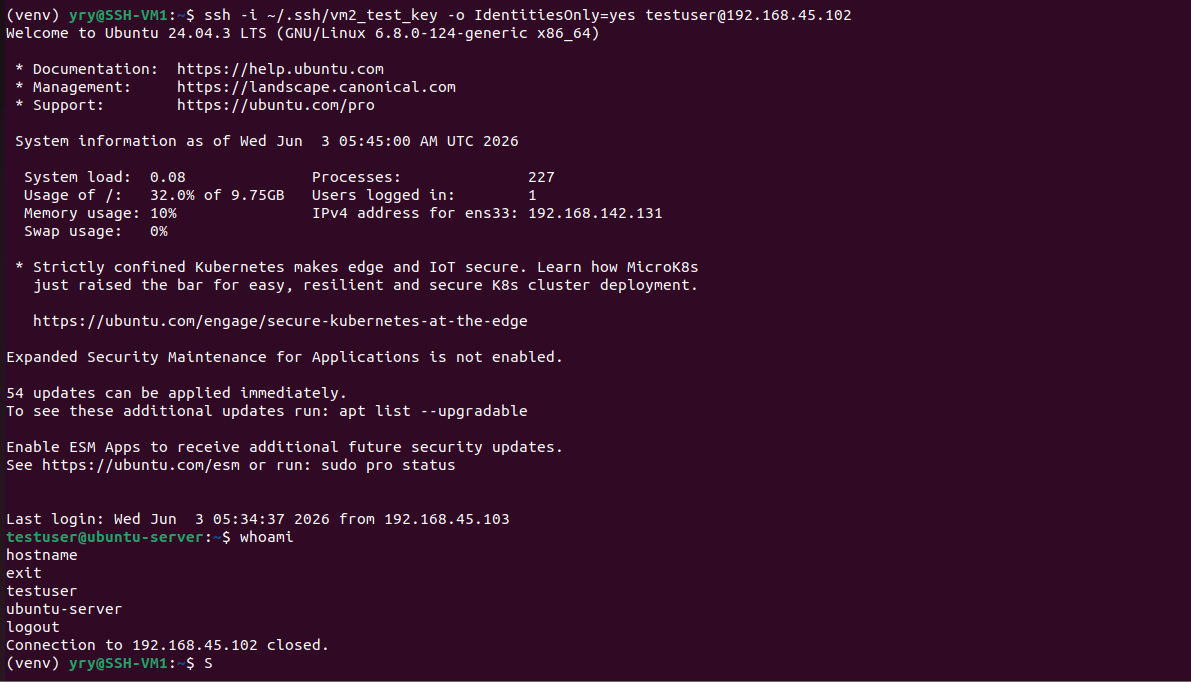 (venv) yry@SSH-VM1:~$ ssh -i ~/.ssh/vm2_test_key -o IdentitiesOnly=yes testuser@192.168.45.102
Welcome to Ubuntu 24.04.3 LTS (GNU/Linux 6.8.0-124-generic x86_64)

 * Documentation:  https://help.ubuntu.com
 * Management:     https://landscape.canonical.com
 * Support:        https://ubuntu.com/pro

 System information as of Wed Jun  3 05:45:00 AM UTC 2026

  System load:  0.08              Processes:              227
  Usage of /:   32.0% of 9.75GB   Users logged in:        1
  Memory usage: 10%               IPv4 address for ens33: 192.168.142.131
  Swap usage:   0%

 * Strictly confined Kubernetes makes edge and IoT secure. Learn how MicroK8s
   just raised the bar for easy, resilient and secure K8s cluster deployment.

   https://ubuntu.com/engage/secure-kubernetes-at-the-edge

Expanded Security Maintenance for Applications is not enabled.

54 updates can be applied immediately.
To see these additional updates run: apt list --upgradable

Enable ESM Apps to receive additional future security updates.
See https://ubuntu.com/esm or run: sudo pro status


Last login: Wed Jun  3 05:34:37 2026 from 192.168.45.103
testuser@ubuntu-server:~$ whoami
hostname
exit
testuser
ubuntu-server
logout
Connection to 192.168.45.102 closed.
(venv) yry@SSH-VM1:~$ S